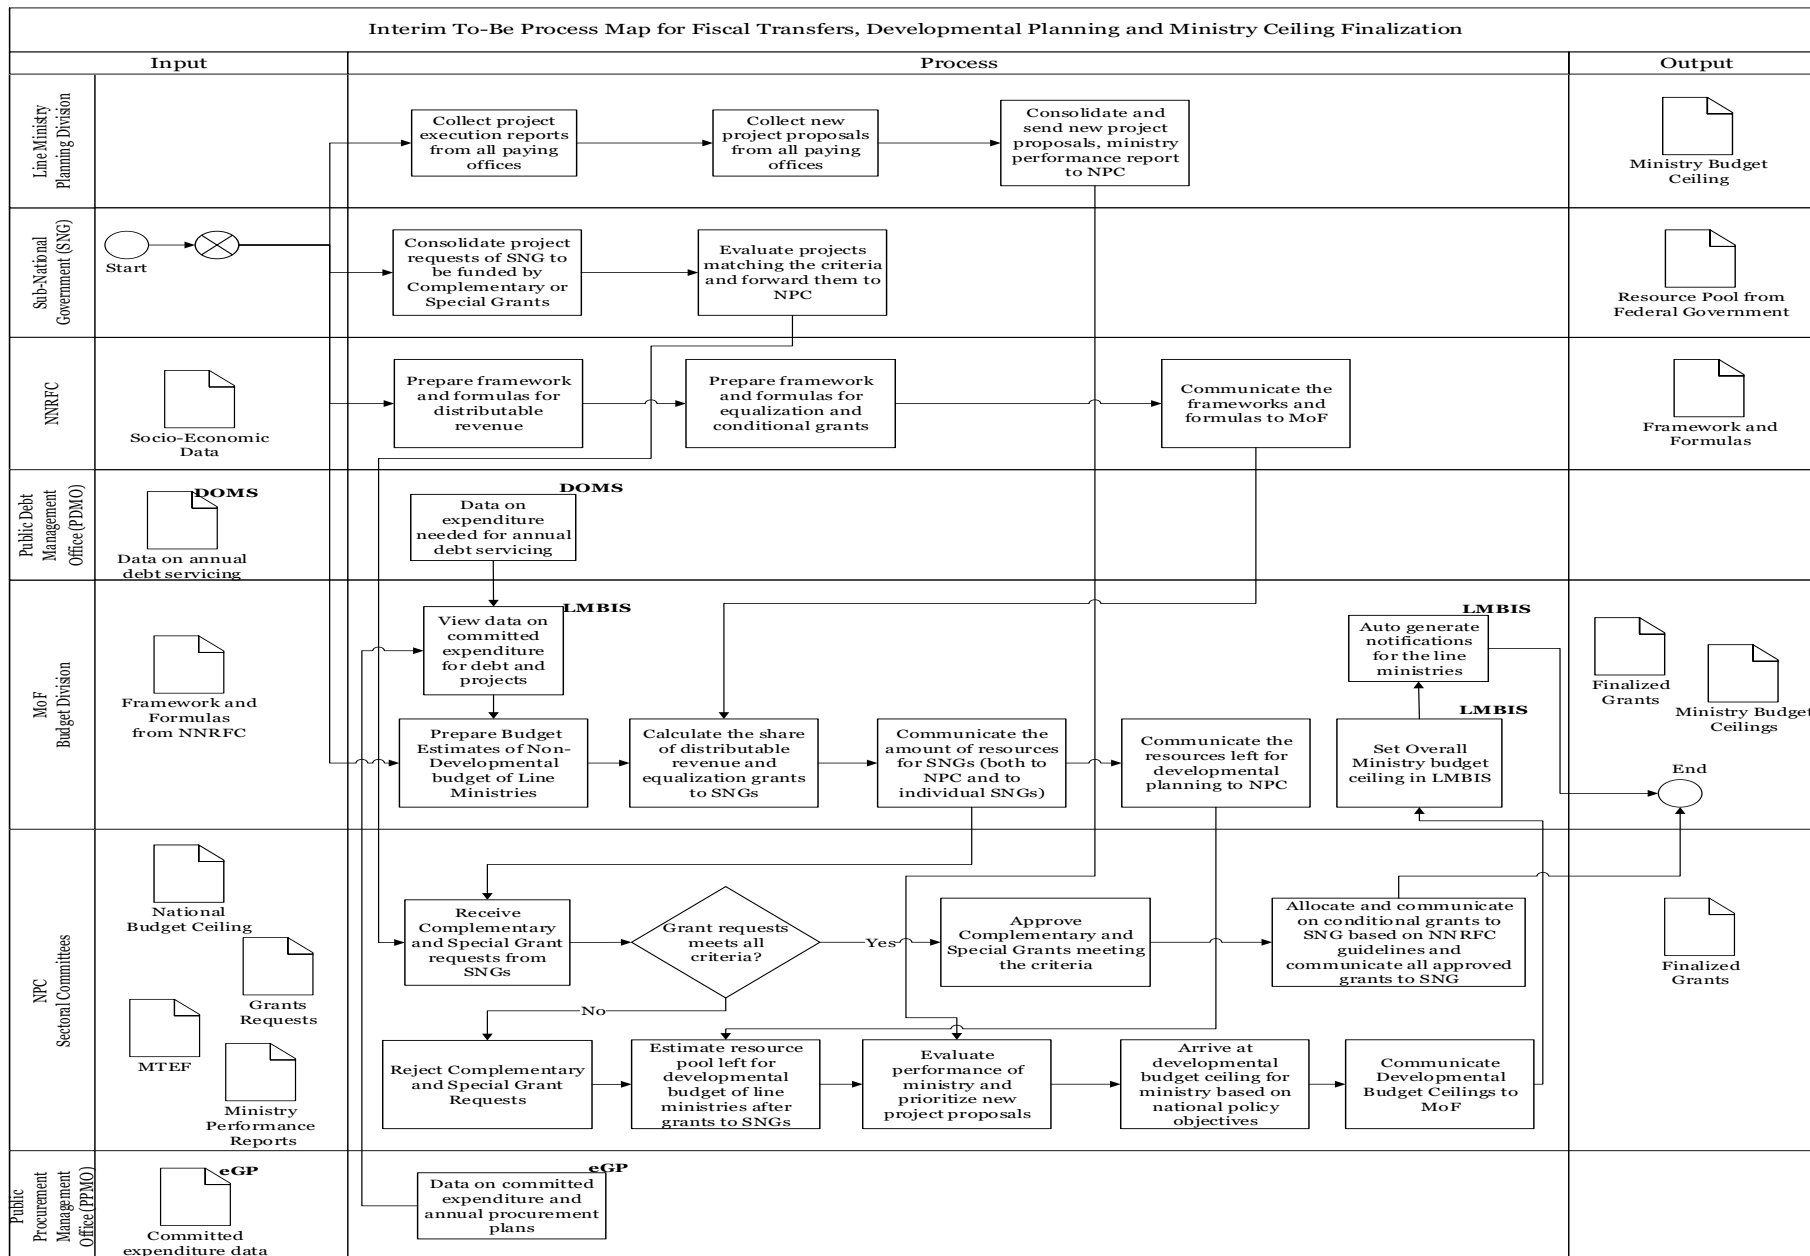 Interim To-Be Process Map for Fiscal Transfers, Developmental Planning and Ministry Ceiling Finalization
Input
Process
Output
Line Ministry
Planning Division
Collect project
execution reports
from all paying
offices
Collect new
project proposals
from all paying
offices
Consolidate and
send new project
proposals, ministry
performance report
to NPC
Ministry Budget
Ceiling
Sub-National
Government (SNG)
Start
Consolidate project
requests of SNG to
be funded by
Complementary or
Special Grants
Evaluate projects
matching the criteria
and forward them to
NPC
Resource Pool from
Federal Government
NNRFC
Socio-Economic
Data
Prepare framework
and formulas for
distributable
revenue
Prepare framework
and formulas for
equalization and
conditional grants
Communicate the
frameworks and
formulas to MoF
Framework and
Formulas
Public Debt
Management
Office (PDMO)
DOMS
Data on annual
debt servicing
DOMS
Data on
expenditure
needed for annual
debt servicing
MoF
Budget Division
Framework and
Formulas
from NNRFC
LMBIS
View data on
committed
expenditure
for debt and
projects
Prepare Budget
Estimates of Non-
Developmental
budget of Line
Ministries
Calculate the share
of distributable
revenue and
equalization grants
to SNGs
Communicate the
amount of resources
for SNGs (both to
NPC and to
individual SNGs)
Communicate the
resources left for
developmental
planning to NPC
LMBIS
Auto generate
notifications
for the line
ministries
LMBIS
Set Overall
Ministry budget
ceiling in LMBIS
End
Finalized
Grants
Ministry Budget
Ceilings
NPC
Sectoral Committees
National
Budget Ceiling
Grants
Requests
MTEF
Ministry
Performance
Reports
Receive
Complementary
and Special Grant
requests from
SNGs
Grant requests
meets all
criteria?
Yes
Approve
Complementary and
Special Grants meeting
the criteria
Allocate and communicate
on conditional grants to
SNG based on NNRFC
guidelines and
communicate all approved
grants to SNG
Finalized
Grants
No
Reject Complementary
and Special Grant
Requests
Estimate resource
pool left for
developmental
budget of line
ministries after
grants to SNGs
Evaluate
performance of
ministry and
prioritize new
project proposals
Arrive at
developmental
budget ceiling for
ministry based on
national policy
objectives
Communicate
Developmental
Budget Ceilings to
MoF
Public
Procurement
Management
Office (PPMO)
eGP
Committed
expenditure data
eGP
Data on committed
expenditure and
annual procurement
plans